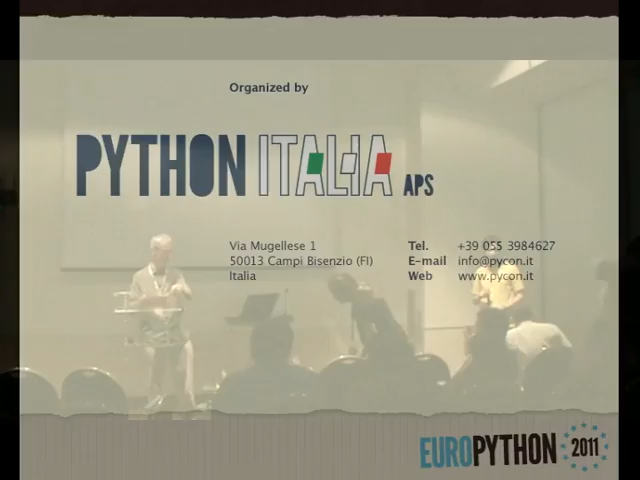 Organized by
PYTHON ITALIA APS
Via Mugellese 1
50013 Campi Bisenzio (FI)
Italia
Tel. +39 055 3984627
E-mail info@pycon.it
Web www.pycon.it
EUROPYTHON 2011